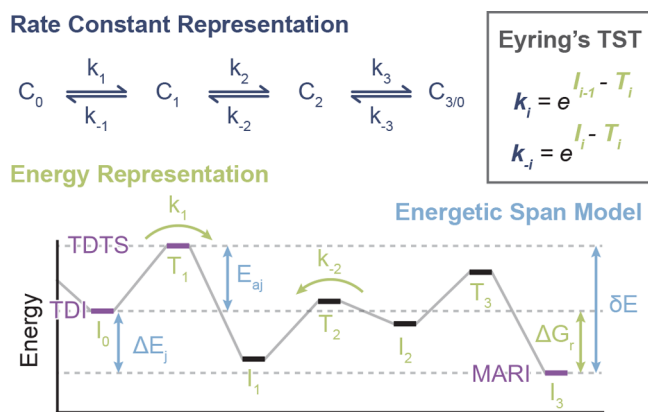 Rate Constant Representation
Eyring's TST
C0 k1 k-1 C1 k2 k-2 C2 k3 k-3 C3/0
ki = e^Ii-1 - Ti
k-i = e^Ii - Ti
Energy Representation
Energetic Span Model
k1
TDTS
T1
Eaj
k-2
T3
δE
TDI
I0
T2
I2
Energy
ΔEj
ΔGr
I1
MARI
I3